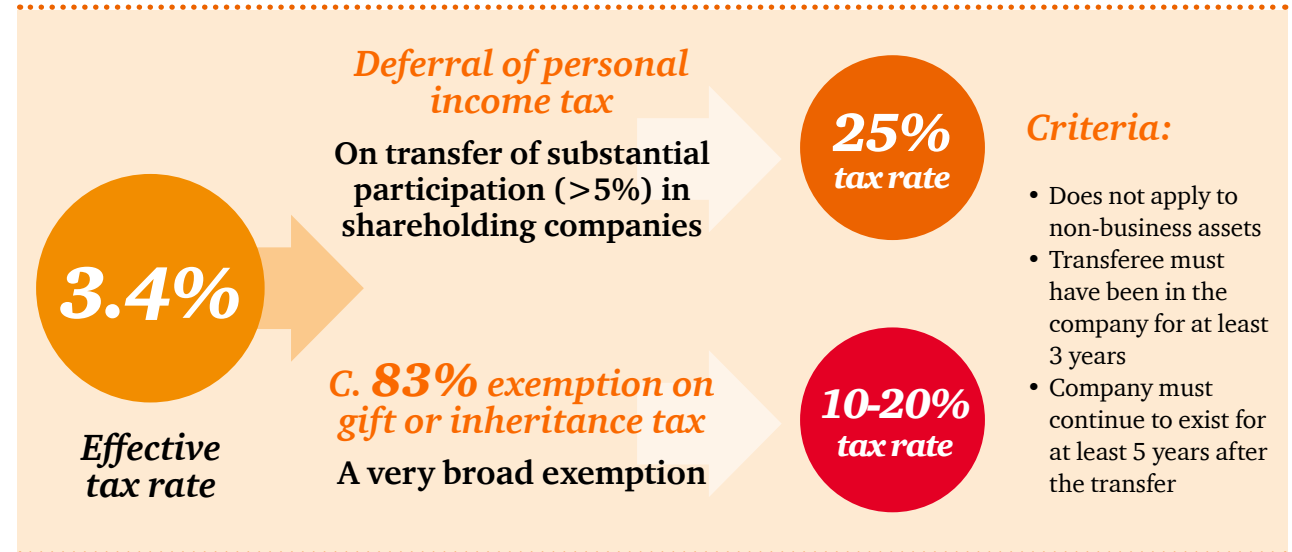 3.4%
Effective
tax rate
Deferral of personal
income tax
On transfer of substantial
participation (>5%) in
shareholding companies
25%
tax rate
C. 83% exemption on
gift or inheritance tax
A very broad exemption
10-20%
tax rate
Criteria:
• Does not apply to
non-business assets
• Transferee must
have been in the
company for at least
3 years
• Company must
continue to exist for
at least 5 years after
the transfer